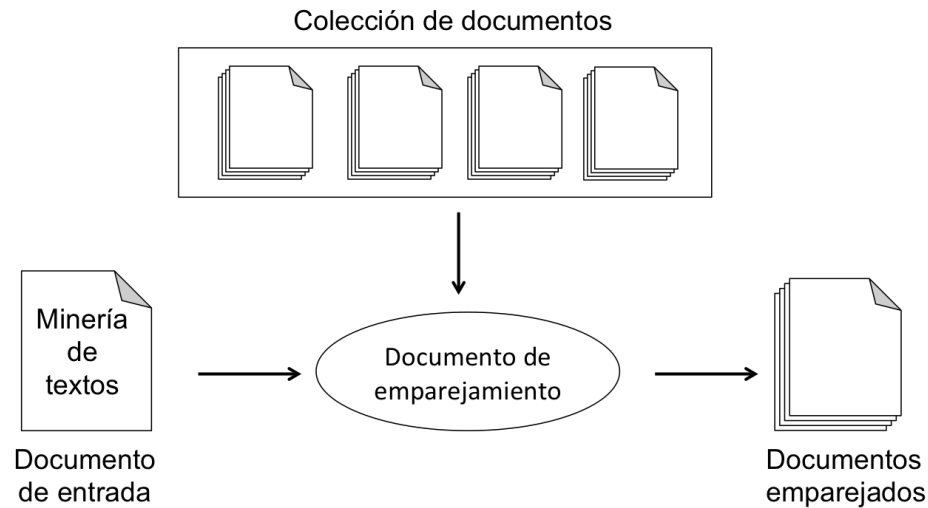 Colección de documentos
Minería
de
textos
Documento de
emparejamiento
Documento
de entrada
Documentos
emparejados